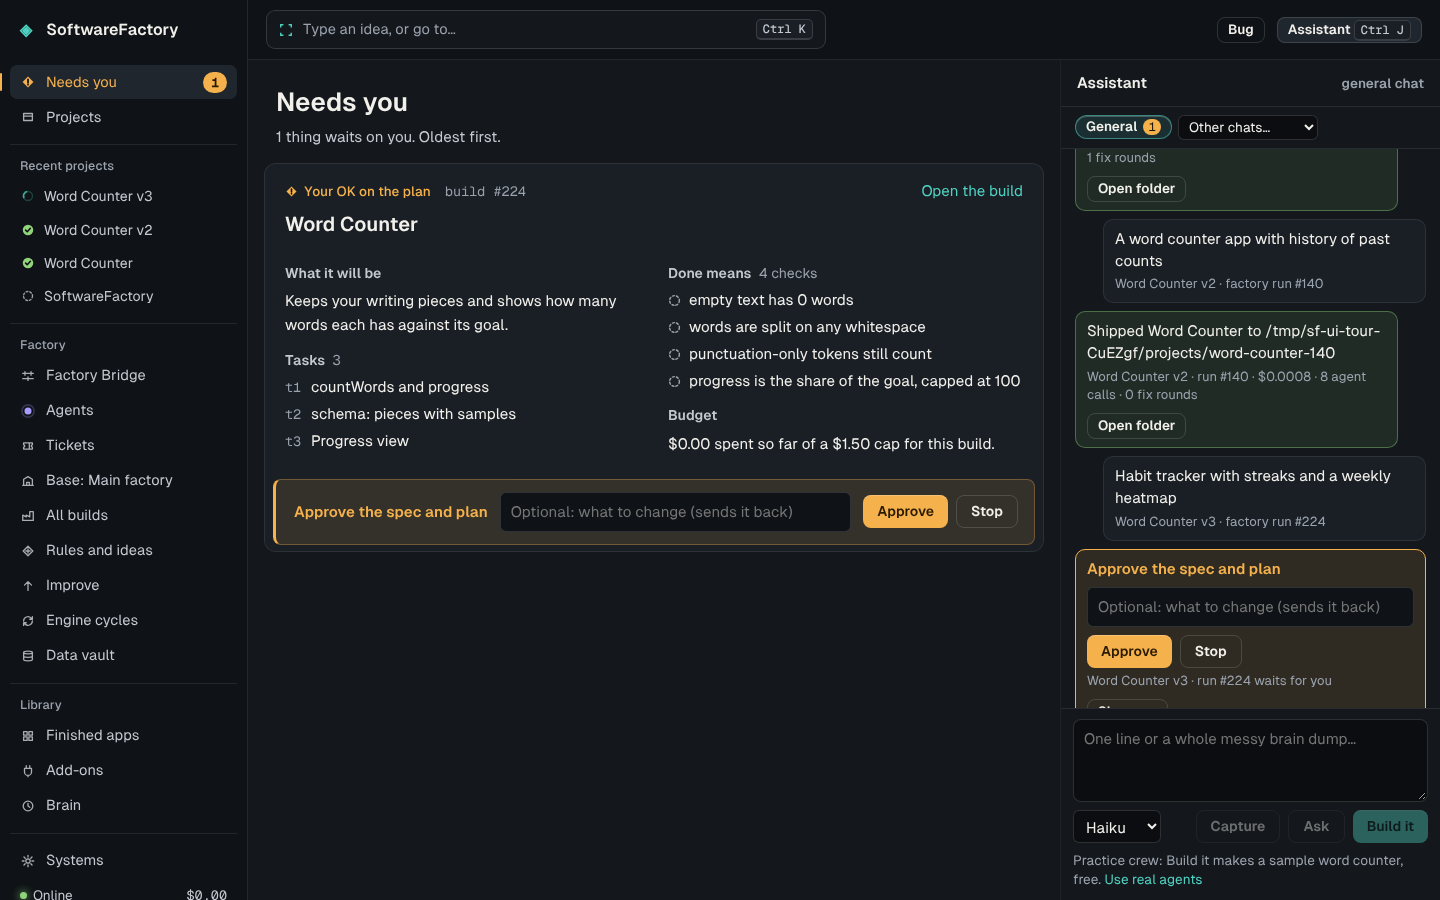 SoftwareFactory
Type an idea, or go to…
Ctrl K
Bug
Assistant Ctrl J
Needs you
1
Projects
Recent projects
Word Counter v3
Word Counter v2
Word Counter
SoftwareFactory
Factory
Factory Bridge
Agents
Tickets
Base: Main factory
All builds
Rules and ideas
Improve
Engine cycles
Data vault
Library
Finished apps
Add-ons
Brain
Systems
Online
$0.00
Needs you
1 thing waits on you. Oldest first.
Your OK on the plan build #224
Open the build
Word Counter
What it will be
Keeps your writing pieces and shows how many
words each has against its goal.
Tasks 3
t1 countWords and progress
t2 schema: pieces with samples
t3 Progress view
Done means 4 checks
empty text has 0 words
words are split on any whitespace
punctuation-only tokens still count
progress is the share of the goal, capped at 100
Budget
$0.00 spent so far of a $1.50 cap for this build.
Approve the spec and plan
Optional: what to change (sends it back)
Approve
Stop
Assistant
general chat
General 1
Other chats…
1 fix rounds
Open folder
A word counter app with history of past
counts
Word Counter v2 · factory run #140
Shipped Word Counter to /tmp/sf-ui-tour-
CuEZgf/projects/word-counter-140
Word Counter v2 · run #140 · $0.0008 · 8 agent
calls · 0 fix rounds
Open folder
Habit tracker with streaks and a weekly
heatmap
Word Counter v3 · factory run #224
Approve the spec and plan
Optional: what to change (sends it back)
Approve
Stop
Word Counter v3 · run #224 waits for you
One line or a whole messy brain dump…
Haiku
Capture
Ask
Build it
Practice crew: Build it makes a sample word counter,
free. Use real agents